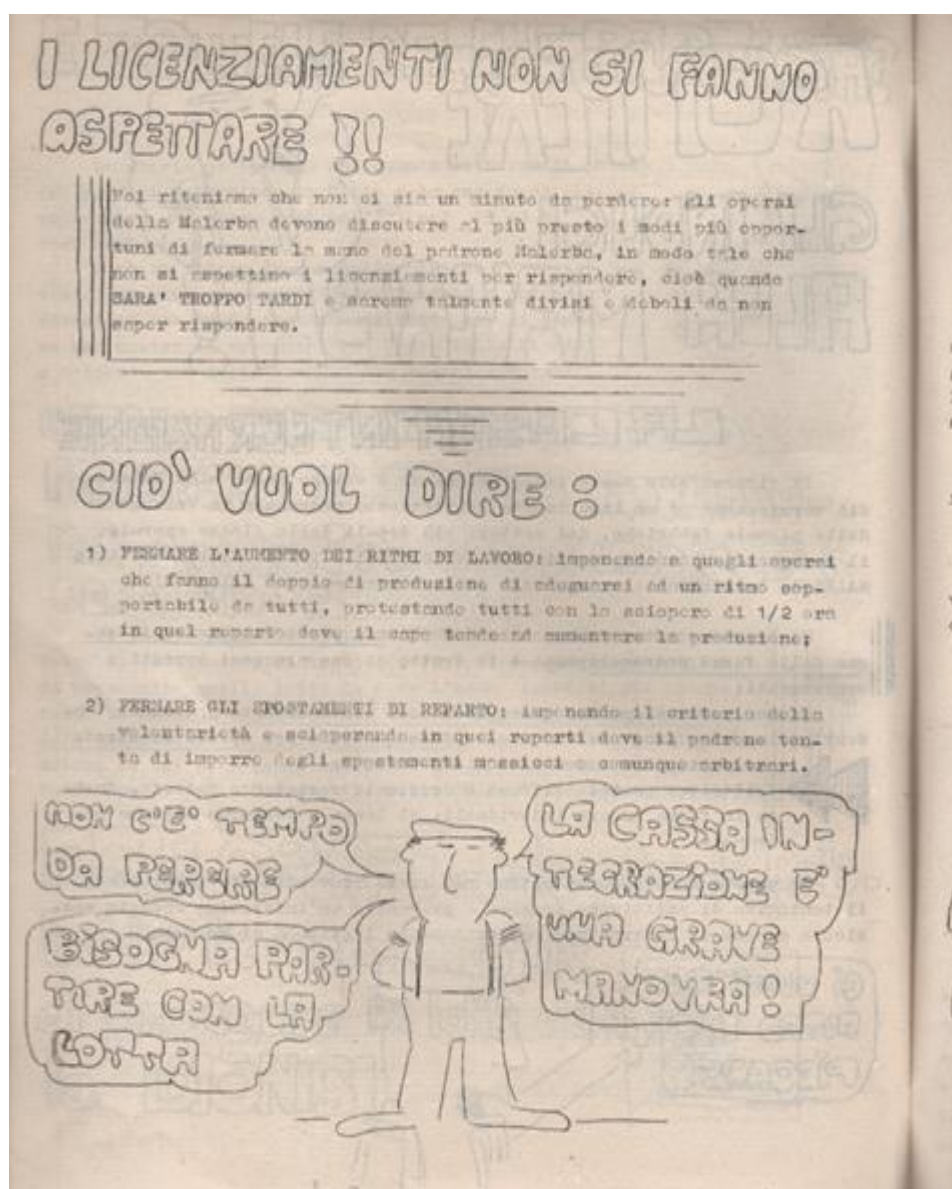 I LICENZIAMENTI NON SI FANNO
ASPETTARE !!
Noi riteniamo che non ci sia un minuto da perdere: gli operai
della Malerba devono discutere al più presto i modi più oppor-
tuni di fermare la mano del padrone Malerba, in modo tale che
non si aspettino i licenziamenti per rispondere, cioè quando
SARA' TROPPO TARDI e saremo talmente divisi e deboli da non
saper rispondere.
CIO' VUOL DIRE :
1) FERMARE L'AUMENTO DEI RITMI DI LAVORO: imponendo a quegli operai
che fanno il doppio di produzione di adeguarsi ad un ritmo sop-
portabile da tutti, protestando tutti con lo sciopero di 1/2 ora
in quel reparto dove il capo tende ad aumentare la produzione;
2) FERMARE GLI SPOSTAMENTI DI REPARTO: imponendo il criterio della
volontarietà e scioperando in quei reparti dove il padrone ten-
ta di imporre degli spostamenti massicci e comunque arbitrari.
NON C'E' TEMPO
DA PERERE
BISOGNA PAR-
TIRE CON LA
LOTTA
LA CASSA IN-
TEGRAZIONE E'
UNA GRAVE
MANOVRA !